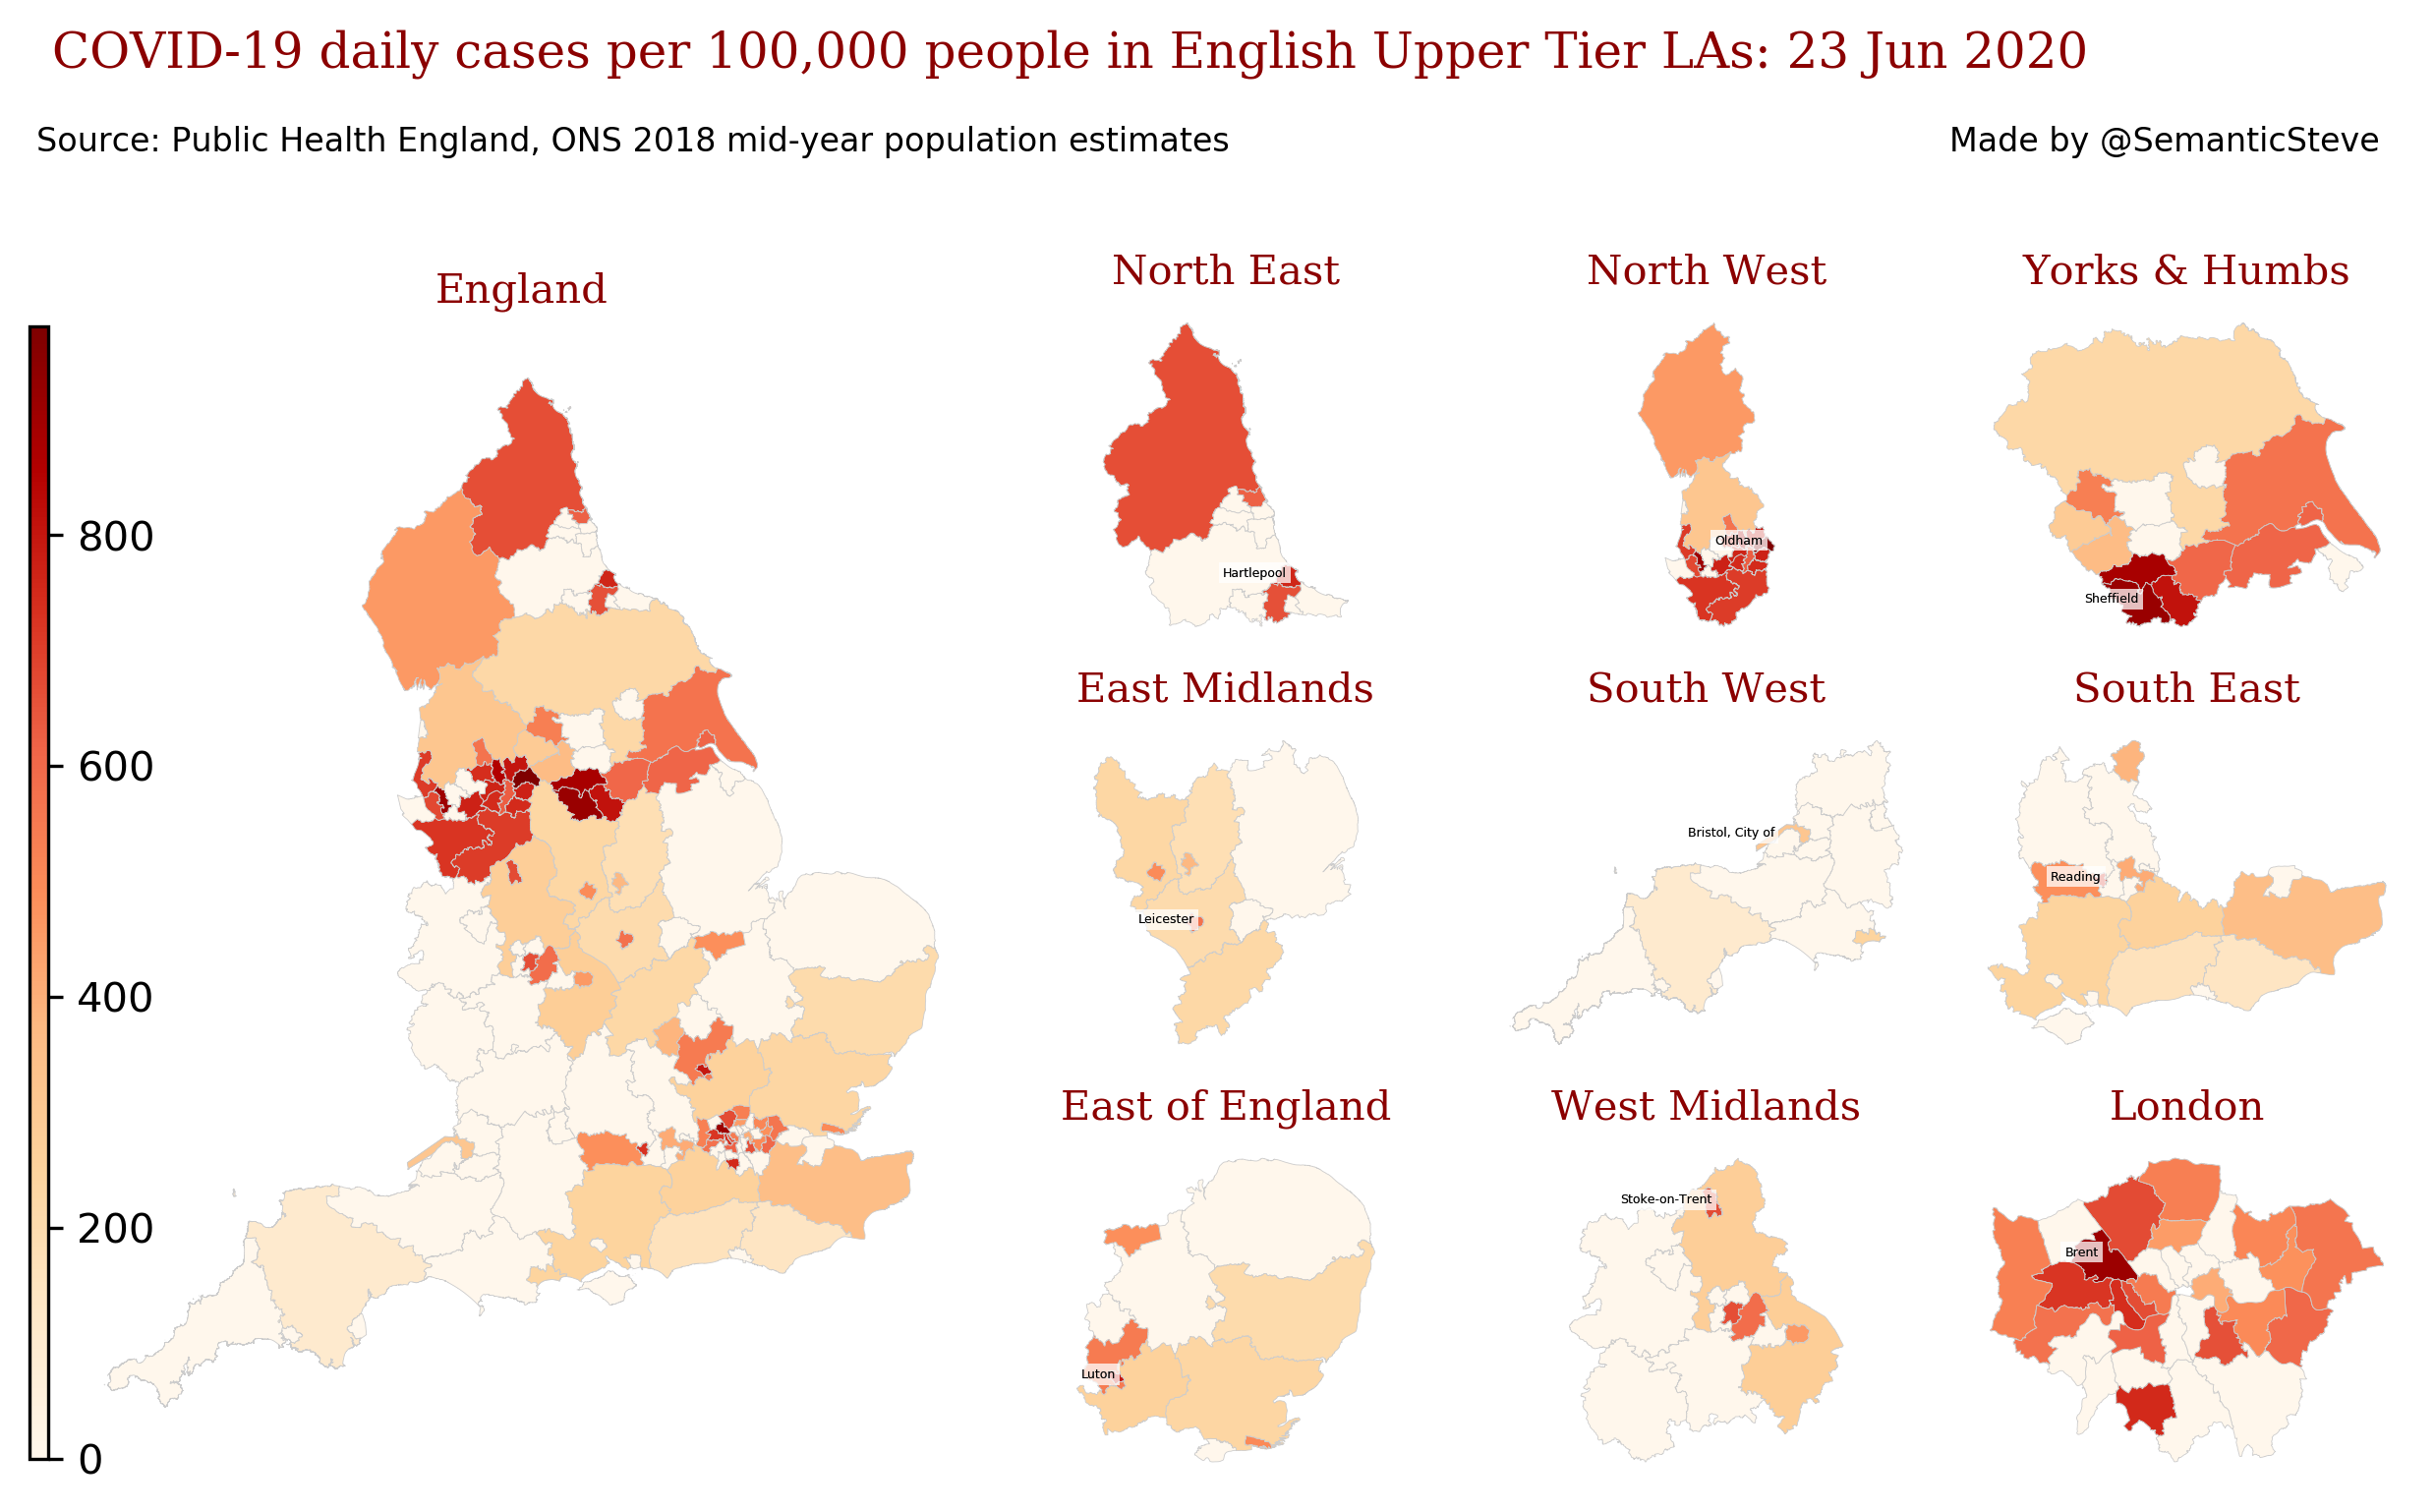 COVID-19 daily cases per 100,000 people in English Upper Tier LAs: 23 Jun 2020
Source: Public Health England, ONS 2018 mid-year population estimates
Made by @SemanticSteve
England
North East
North West
Yorks & Humbs
800
600
400
200
0
Hartlepool
Oldham
Sheffield
East Midlands
South West
South East
Leicester
Bristol, City of
Reading
East of England
West Midlands
London
Luton
Stoke-on-Trent
Brent